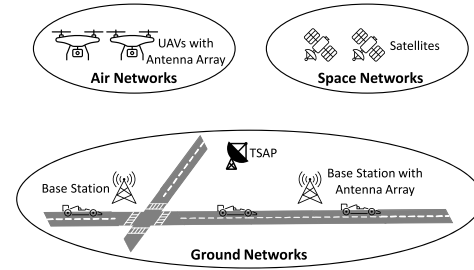 UAVs with
Antenna Array
Air Networks
Satellites
Space Networks
TSAP
Base Station
Base Station with
Antenna Array
Ground Networks